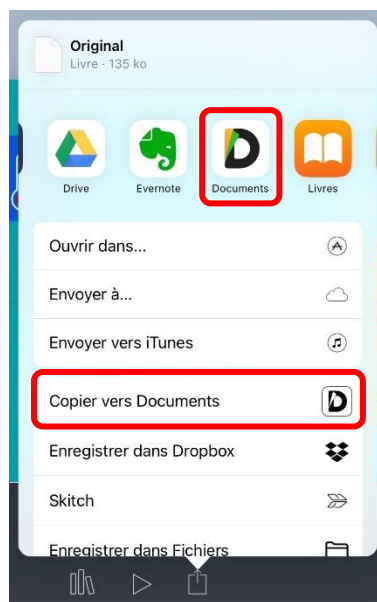 Original
Livre - 135 ko
Drive Evernote Documents Livres
Ouvrir dans...
Envoyer à...
Envoyer vers iTunes
Copier vers Documents
Enregistrer dans Dropbox
Skitch
Enregistrer dans Fichiers